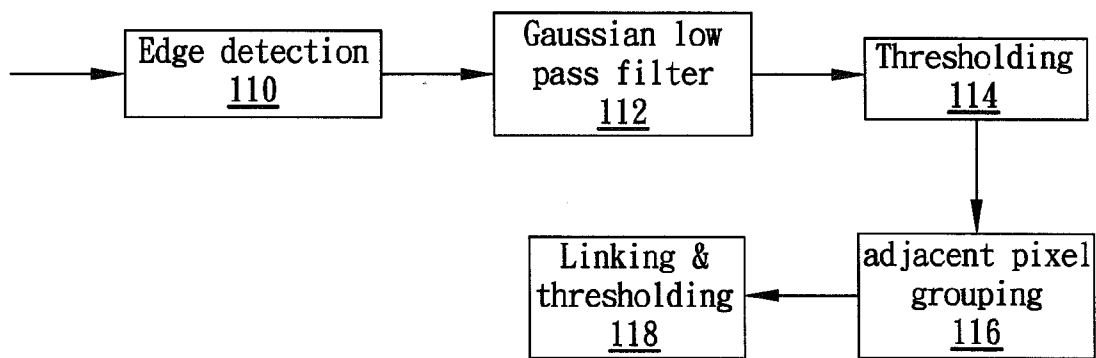 Edge detection
110
Gaussian low
pass filter
112
Thresholding
114
adjacent pixel
grouping
116
Linking &
thresholding
118